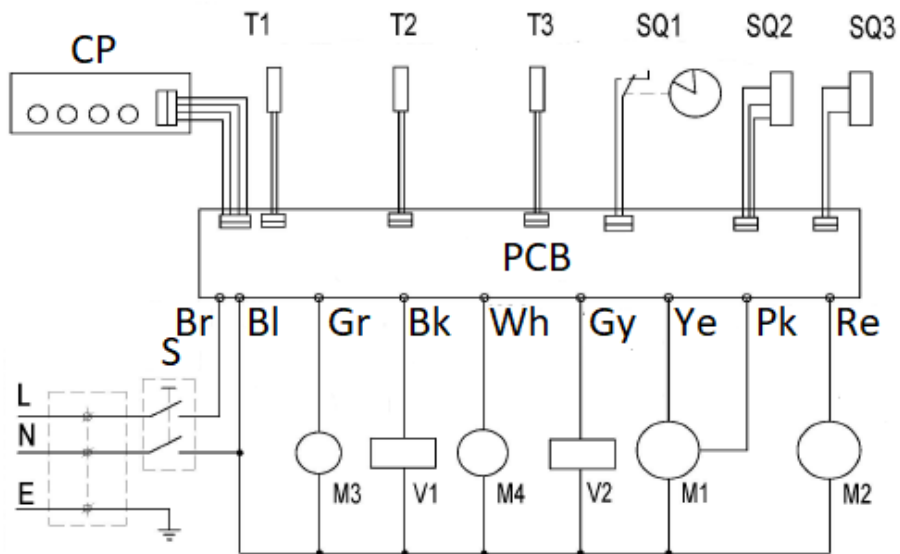 CP T1 T2 T3 SQ1 SQ2 SQ3
PCB
Br Bl Gr Bk Wh Gy Ye Pk Re
S
L
N
E
M3 V1 M4 V2 M1 M2